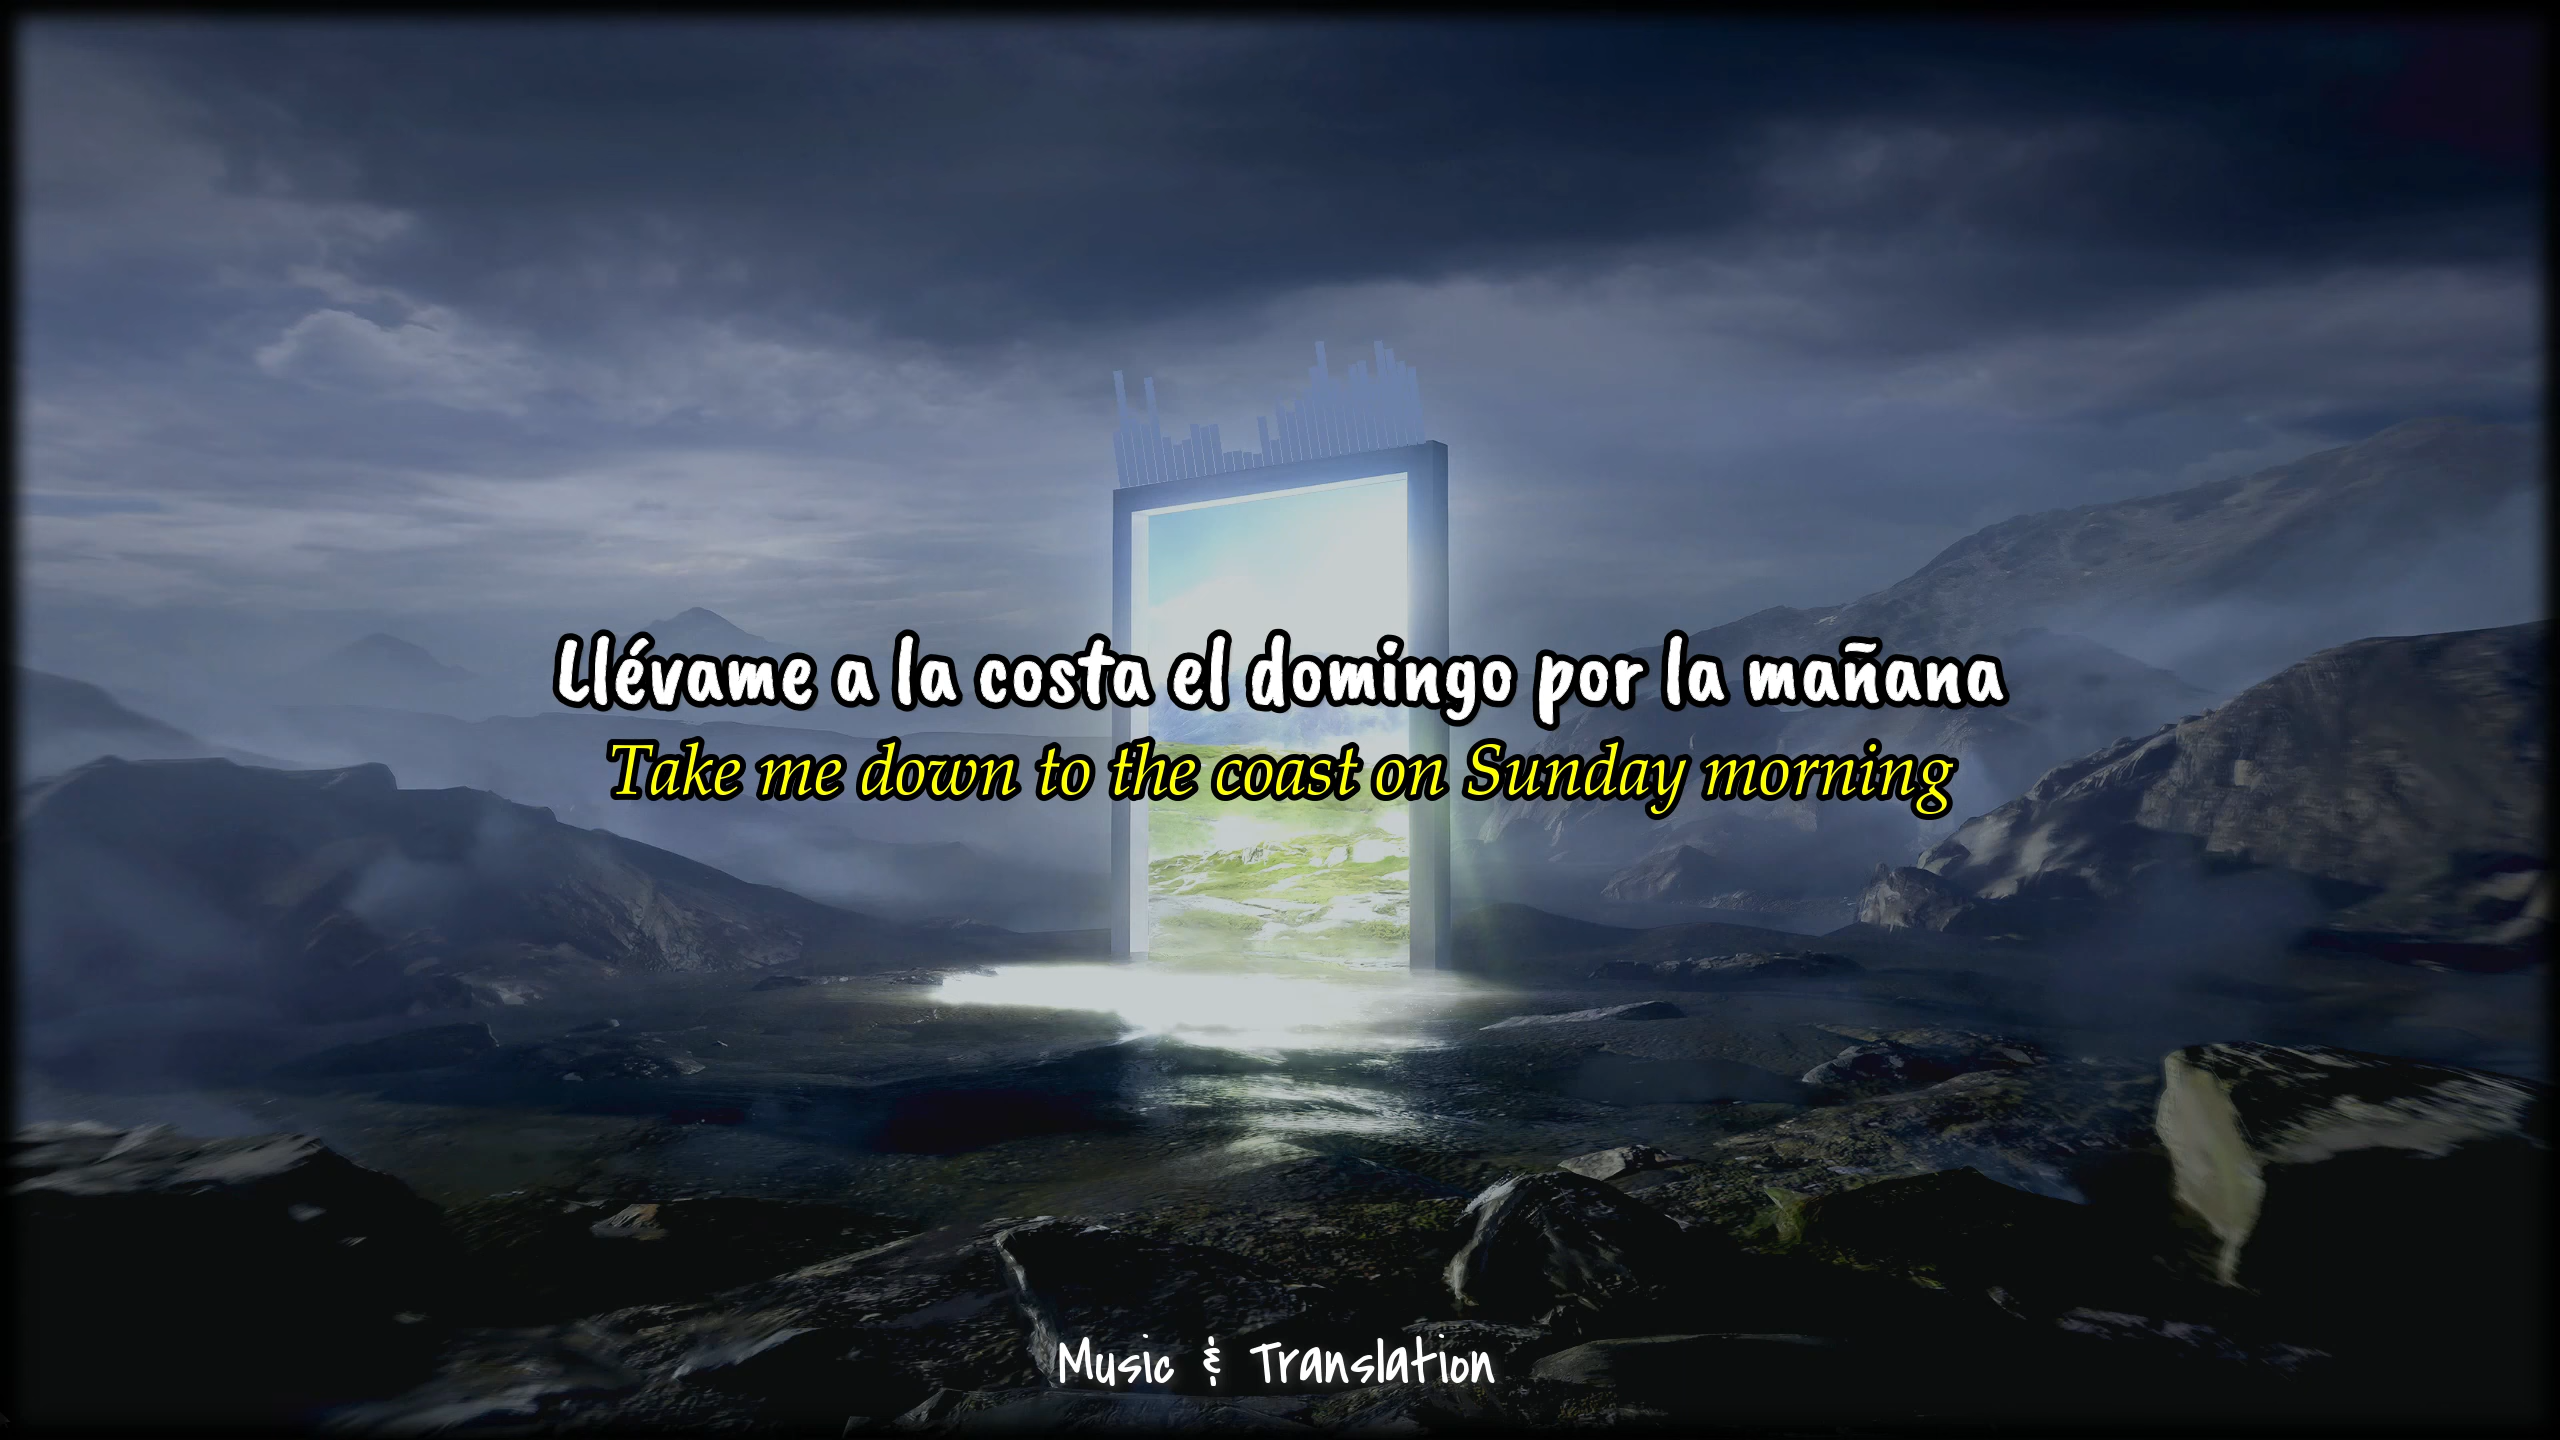 Llévame a la costa el domingo por la mañana
Take me down to the coast on Sunday morning
Music & Translation